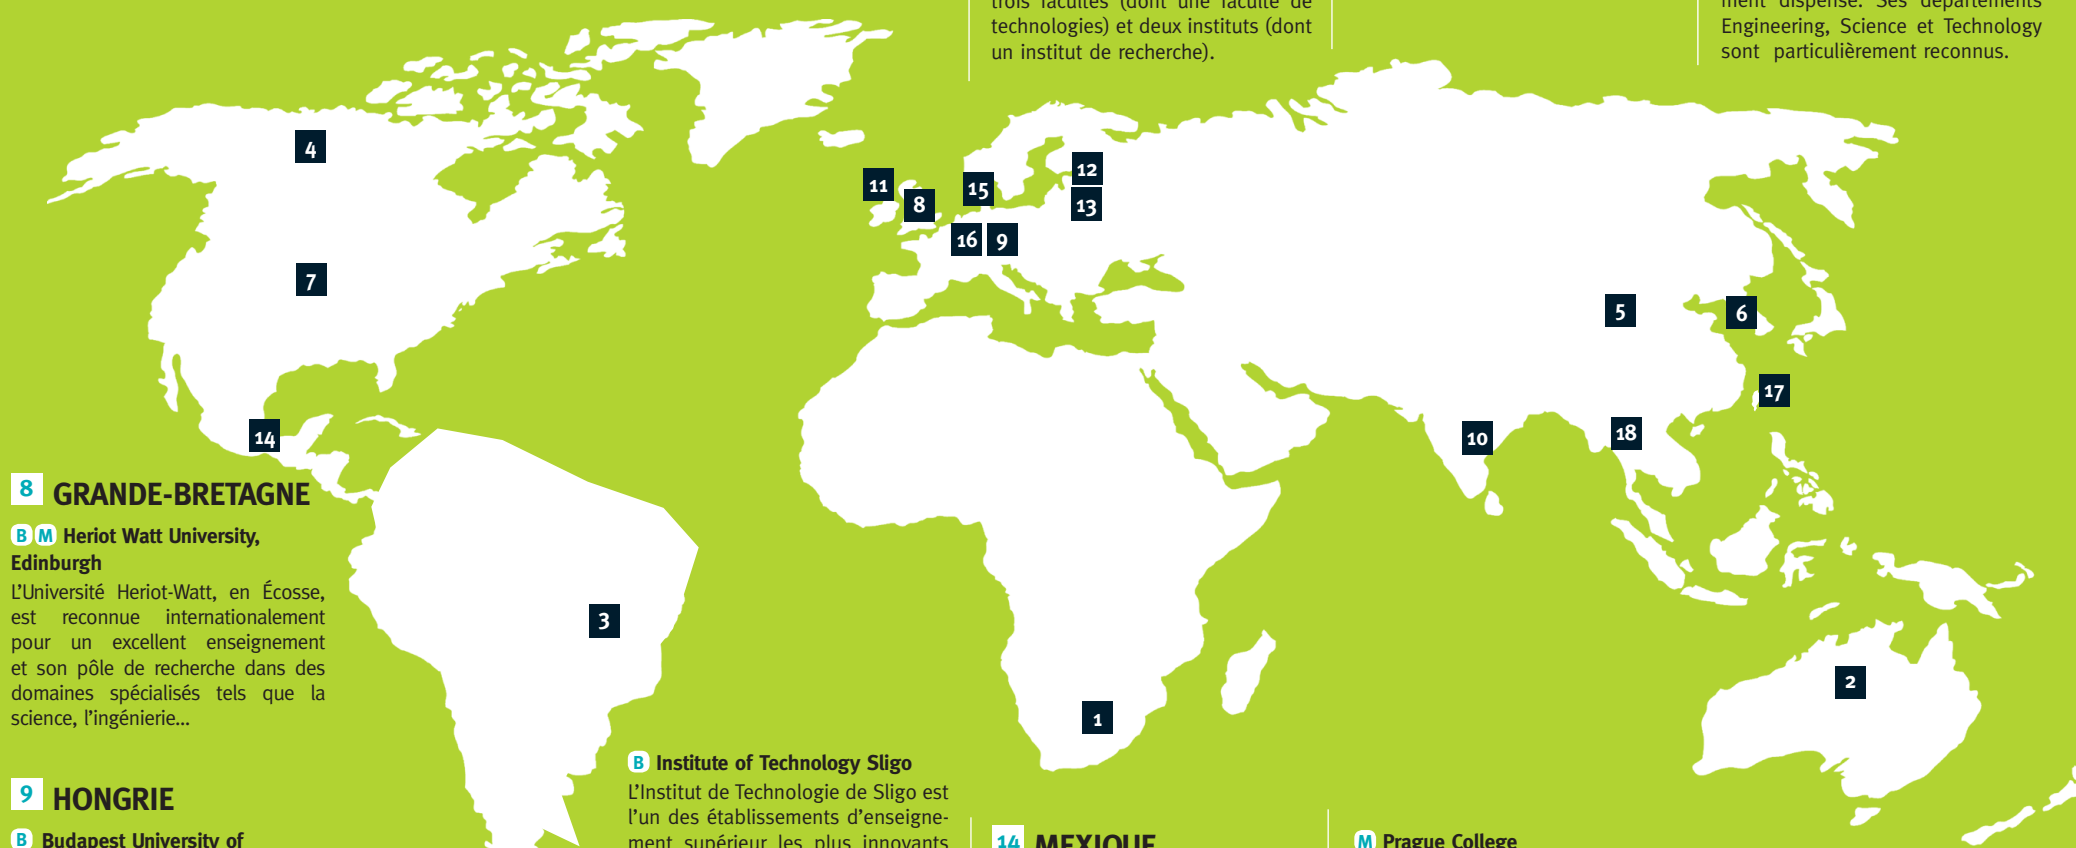 trois facultés (dont une faculté de
technologies) et deux instituts (dont
un institut de recherche).
ment dispensé. Ses départements
Engineering, Science et Technology
sont particulièrement reconnus.
4
12
11
15
8
13
16
9
7
5
6
17
14
10
18
3
2
1
8 GRANDE-BRETAGNE
B M Heriot Watt University,
Edinburgh
L’Université Heriot-Watt, en Écosse,
est reconnue internationalement
pour un excellent enseignement
et son pôle de recherche dans des
domaines spécialisés tels que la
science, l’ingénierie...
9 HONGRIE
B Budapest University of
B Institute of Technology Sligo
L’Institut de Technologie de Sligo est
l’un des établissements d’enseigne-
ment supérieur les plus innovants
14 MEXIQUE
M Prague College